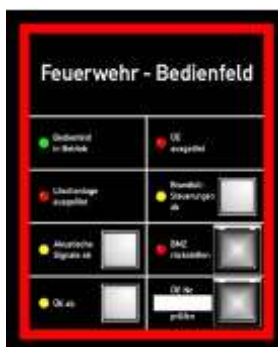 Feuerwehr - Bedienfeld
Bedienfeld
in Betrieb
ÜE
ausgelöst
Löschanlage
ausgelöst
Brandfall-
Steuerungen
ab
Akustische
Signale ab
BMZ
rückstellen
ÜE ab
ÜE Nr.
prüfen